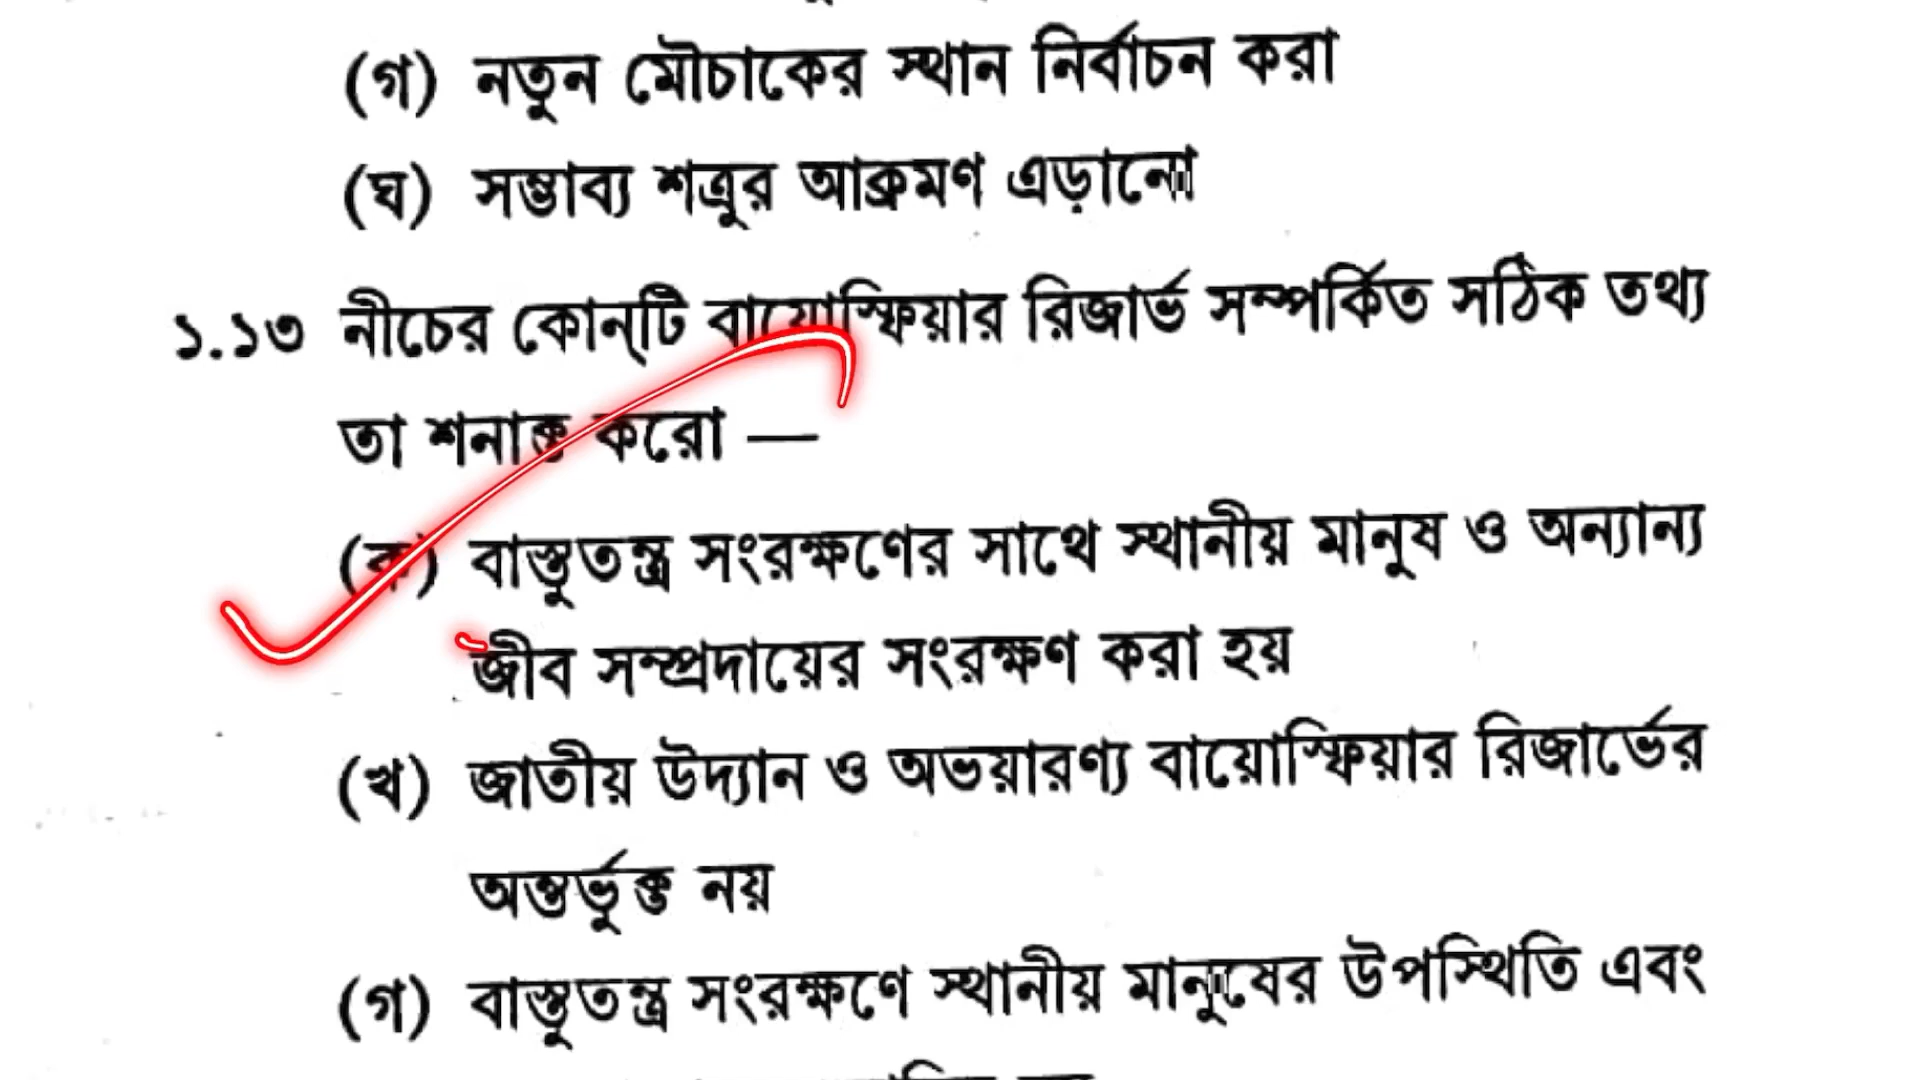 (গ) নতুন মৌচাকের স্থান নির্বাচন করা
(ঘ) সম্ভাব্য শত্রুর আক্রমণ এড়ানো
১.১৩ নীচের কোন্‌টি বায়োস্ফিয়ার রিজার্ভ সম্পর্কিত সঠিক তথ্য
তা শনাক্ত করো —
(ক) বাস্তুতন্ত্র সংরক্ষণের সাথে স্থানীয় মানুষ ও অন্যান্য
জীব সম্প্রদায়ের সংরক্ষণ করা হয়
(খ) জাতীয় উদ্যান ও অভয়ারণ্য বায়োস্ফিয়ার রিজার্ভের
অন্তর্ভুক্ত নয়
(গ) বাস্তুতন্ত্র সংরক্ষণে স্থানীয় মানুষের উপস্থিতি এবং